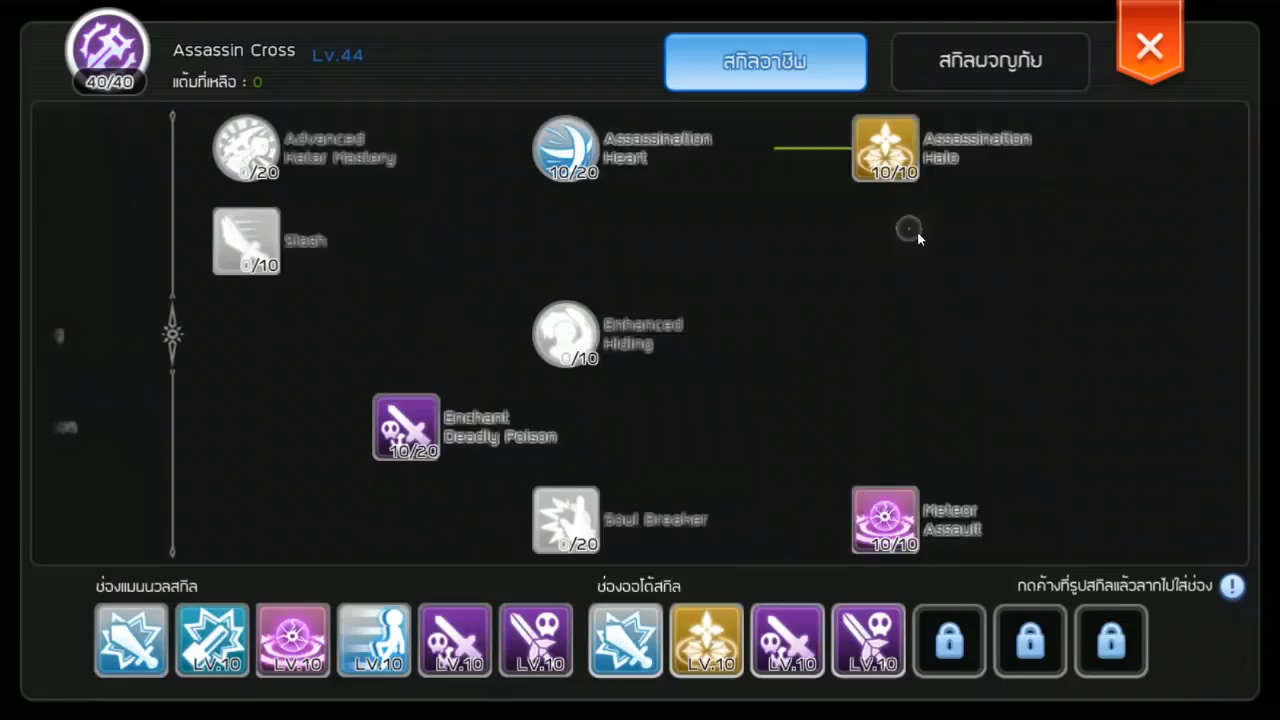 Assassin Cross Lv.44
40/40
แต้มที่เหลือ : 0
สกิลอาชีพ
สกิลผจญภัย
Advanced
Katar Mastery
0/20
Assassination
Heart
10/20
Assassination
Halo
10/10
Slash
0/10
Enhanced
Hiding
0/10
Enchant
Deadly Poison
10/20
Soul Breaker
0/20
Meteor
Assault
10/10
ช่องแมนนวลสกิล
ช่องออโต้สกิล
กดค้างที่รูปสกิลแล้วลากไปใส่ช่อง
LV.10 LV.10 LV.10 LV.10 LV.10 LV.10 LV.10 LV.10